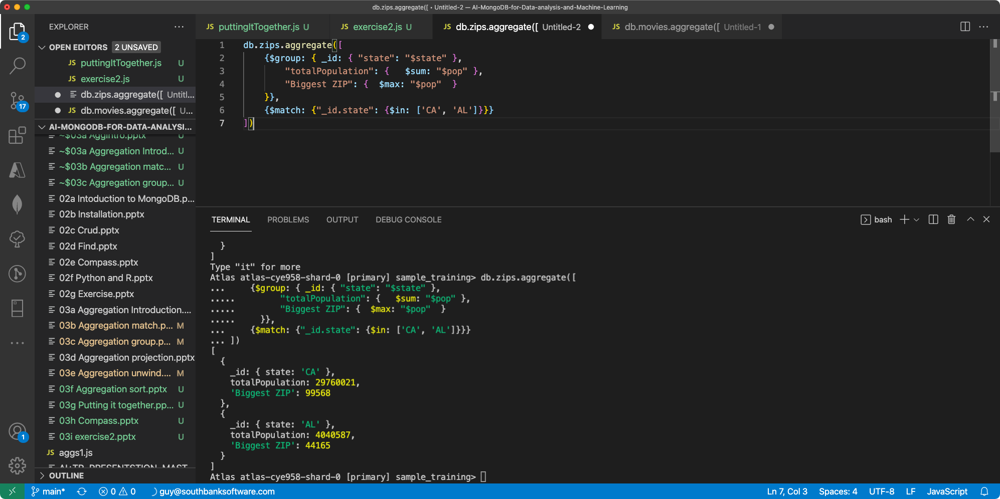 db.zips.aggregate([ • Untitled-2 — AI-MongoDB-for-Data-analysis-and-Machine-Learning
EXPLORER
OPEN EDITORS 2 UNSAVED
JS puttingItTogether.js U
JS exercise2.js U
db.zips.aggregate([ Untitl...
JS db.movies.aggregate([ U...
AI-MONGODB-FOR-DATA-ANALYSI...
~$03a AggIntro.pptx U
~$03a Aggregation Introd... U
~$03b Aggregation matc... U
~$03c Aggregation group... U
02a Intoduction to MongoDB.p...
02b Installation.pptx
02c Crud.pptx
02d Find.pptx
02e Compass.pptx
02f Python and R.pptx
02g Exercise.pptx
03a Aggregation Introduction....
03b Aggregation match.p... M
03c Aggregation group.p... M
03d Aggregation projection.pptx
03e Aggregation unwind.... M
03f Aggregation sort.pptx U
03g Putting it together.pp... U
03h Compass.pptx U
03i exercise2.pptx U
JS aggs1.js
OUTLINE
2
17
1
JS puttingItTogether.js U JS exercise2.js U JS db.zips.aggregate([ Untitled-2 ● JS db.movies.aggregate([ Untitled-1 ●
1 db.zips.aggregate([
2 {$group: { _id: { "state": "$state" },
3 "totalPopulation": {   $sum: "$pop" },
4 "Biggest ZIP": {  $max: "$pop"  }
5 }},
6 {$match: {"_id.state": {$in: ['CA', 'AL']}}}
7 ])
TERMINAL PROBLEMS OUTPUT DEBUG CONSOLE bash
}
]
Type "it" for more
Atlas atlas-cye958-shard-0 [primary] sample_training> db.zips.aggregate([
...     {$group: { _id: { "state": "$state" },
.....         "totalPopulation": {   $sum: "$pop" },
.....         "Biggest ZIP": {  $max: "$pop"  }
.....     }},
...     {$match: {"_id.state": {$in: ['CA', 'AL']}}}
... ])
[
{
_id: { state: 'CA' },
totalPopulation: 29760021,
'Biggest ZIP': 99568
},
{
_id: { state: 'AL' },
totalPopulation: 4040587,
'Biggest ZIP': 44165
}
]
Atlas atlas-cye958-shard-0 [primary] sample_training>
main* 0 0 guy@southbanksoftware.com Ln 7, Col 3 Spaces: 4 UTF-8 LF JavaScript